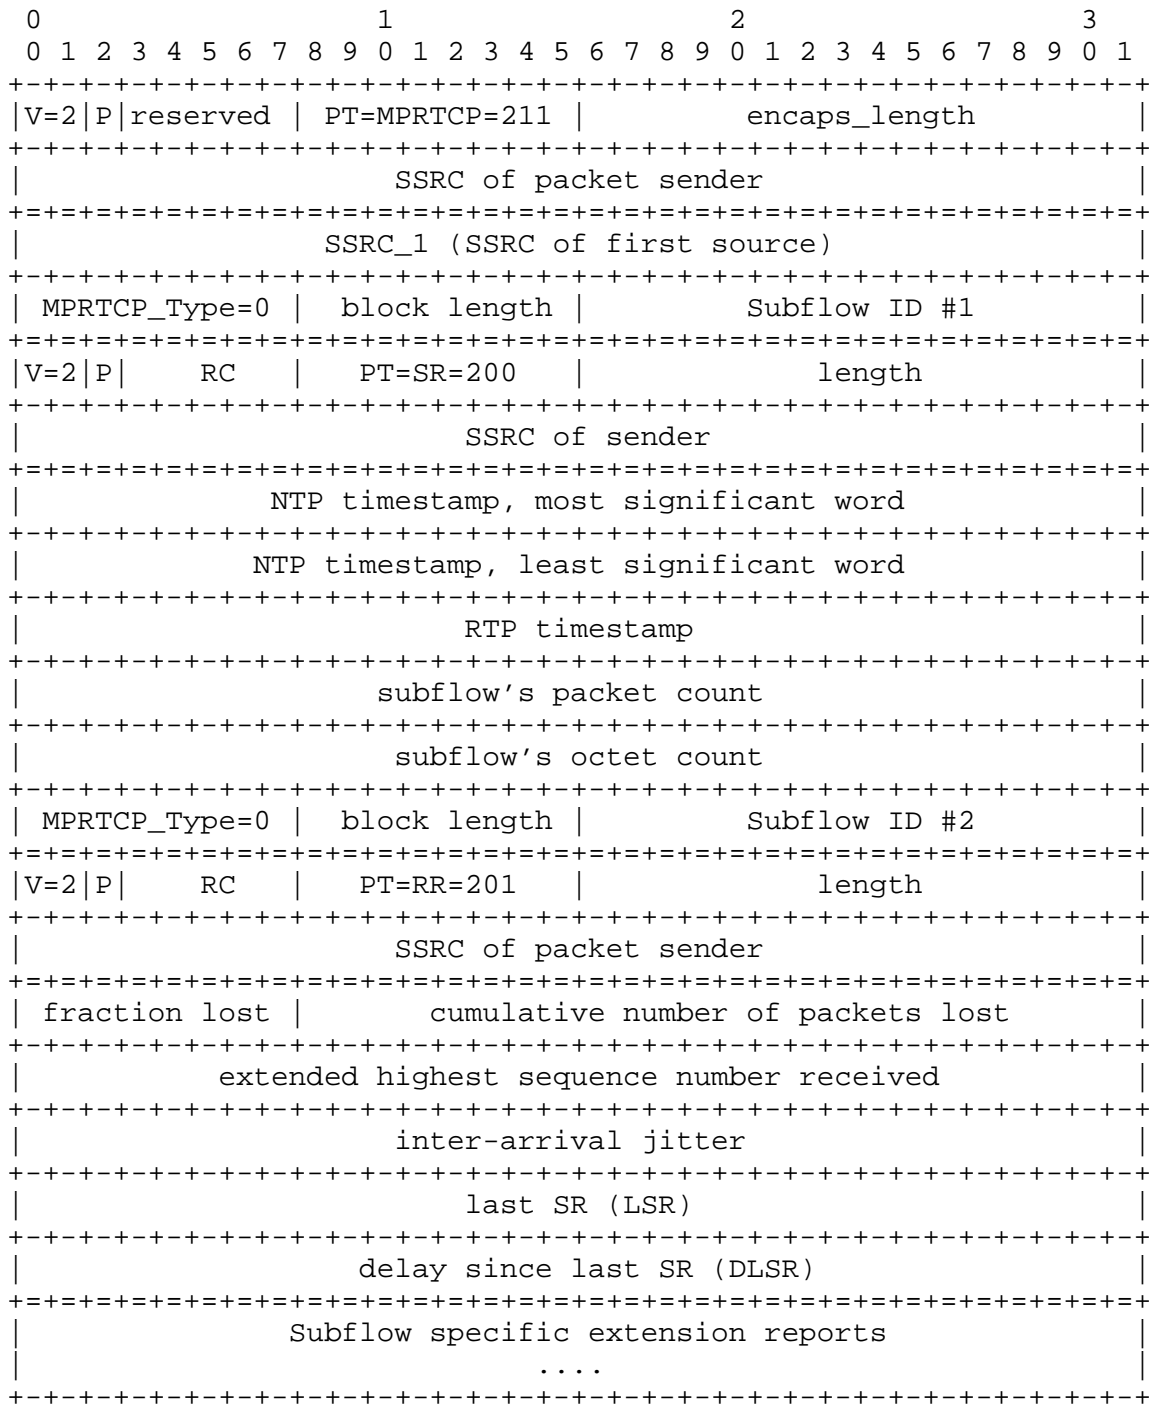 0                   1                   2                   3
 0 1 2 3 4 5 6 7 8 9 0 1 2 3 4 5 6 7 8 9 0 1 2 3 4 5 6 7 8 9 0 1
+-+-+-+-+-+-+-+-+-+-+-+-+-+-+-+-+-+-+-+-+-+-+-+-+-+-+-+-+-+-+-+-+
|V=2|P|reserved | PT=MPRTCP=211 |         encaps_length         |
+-+-+-+-+-+-+-+-+-+-+-+-+-+-+-+-+-+-+-+-+-+-+-+-+-+-+-+-+-+-+-+-+
|                     SSRC of packet sender                     |
+=+=+=+=+=+=+=+=+=+=+=+=+=+=+=+=+=+=+=+=+=+=+=+=+=+=+=+=+=+=+=+=+
|                 SSRC_1 (SSRC of first source)                 |
+-+-+-+-+-+-+-+-+-+-+-+-+-+-+-+-+-+-+-+-+-+-+-+-+-+-+-+-+-+-+-+-+
| MPRTCP_Type=0 |  block length |         Subflow ID #1         |
+=+=+=+=+=+=+=+=+=+=+=+=+=+=+=+=+=+=+=+=+=+=+=+=+=+=+=+=+=+=+=+=+
|V=2|P|    RC   |   PT=SR=200   |             length            |
+-+-+-+-+-+-+-+-+-+-+-+-+-+-+-+-+-+-+-+-+-+-+-+-+-+-+-+-+-+-+-+-+
|                         SSRC of sender                        |
+=+=+=+=+=+=+=+=+=+=+=+=+=+=+=+=+=+=+=+=+=+=+=+=+=+=+=+=+=+=+=+=+
|              NTP timestamp, most significant word             |
+-+-+-+-+-+-+-+-+-+-+-+-+-+-+-+-+-+-+-+-+-+-+-+-+-+-+-+-+-+-+-+-+
|             NTP timestamp, least significant word             |
+-+-+-+-+-+-+-+-+-+-+-+-+-+-+-+-+-+-+-+-+-+-+-+-+-+-+-+-+-+-+-+-+
|                         RTP timestamp                         |
+-+-+-+-+-+-+-+-+-+-+-+-+-+-+-+-+-+-+-+-+-+-+-+-+-+-+-+-+-+-+-+-+
|                    subflow’s packet count                     |
+-+-+-+-+-+-+-+-+-+-+-+-+-+-+-+-+-+-+-+-+-+-+-+-+-+-+-+-+-+-+-+-+
|                     subflow’s octet count                     |
+-+-+-+-+-+-+-+-+-+-+-+-+-+-+-+-+-+-+-+-+-+-+-+-+-+-+-+-+-+-+-+-+
| MPRTCP_Type=0 |  block length |         Subflow ID #2         |
+=+=+=+=+=+=+=+=+=+=+=+=+=+=+=+=+=+=+=+=+=+=+=+=+=+=+=+=+=+=+=+=+
|V=2|P|    RC   |   PT=RR=201   |             length            |
+-+-+-+-+-+-+-+-+-+-+-+-+-+-+-+-+-+-+-+-+-+-+-+-+-+-+-+-+-+-+-+-+
|                     SSRC of packet sender                     |
+=+=+=+=+=+=+=+=+=+=+=+=+=+=+=+=+=+=+=+=+=+=+=+=+=+=+=+=+=+=+=+=+
| fraction lost |       cumulative number of packets lost       |
+-+-+-+-+-+-+-+-+-+-+-+-+-+-+-+-+-+-+-+-+-+-+-+-+-+-+-+-+-+-+-+-+
|           extended highest sequence number received           |
+-+-+-+-+-+-+-+-+-+-+-+-+-+-+-+-+-+-+-+-+-+-+-+-+-+-+-+-+-+-+-+-+
|                     inter-arrival jitter                      |
+-+-+-+-+-+-+-+-+-+-+-+-+-+-+-+-+-+-+-+-+-+-+-+-+-+-+-+-+-+-+-+-+
|                         last SR (LSR)                         |
+-+-+-+-+-+-+-+-+-+-+-+-+-+-+-+-+-+-+-+-+-+-+-+-+-+-+-+-+-+-+-+-+
|                   delay since last SR (DLSR)                  |
+=+=+=+=+=+=+=+=+=+=+=+=+=+=+=+=+=+=+=+=+=+=+=+=+=+=+=+=+=+=+=+=+
|               Subflow specific extension reports              |
|                             ....                              |
+-+-+-+-+-+-+-+-+-+-+-+-+-+-+-+-+-+-+-+-+-+-+-+-+-+-+-+-+-+-+-+-+